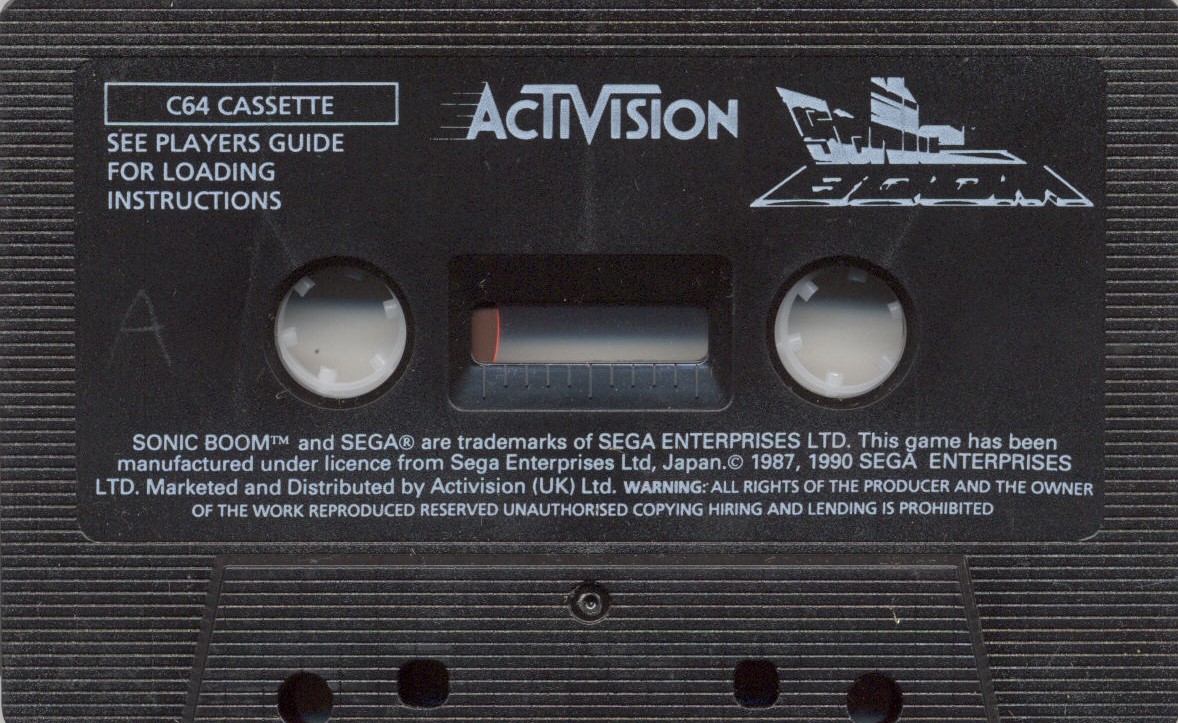 C64 CASSETTE
SEE PLAYERS GUIDE
FOR LOADING
INSTRUCTIONS
ACTIVISION
SONIC
BOOM
A
SONIC BOOM™ and SEGA® are trademarks of SEGA ENTERPRISES LTD. This game has been
manufactured under licence from Sega Enterprises Ltd, Japan.© 1987, 1990 SEGA ENTERPRISES
LTD. Marketed and Distributed by Activision (UK) Ltd. WARNING:- ALL RIGHTS OF THE PRODUCER AND THE OWNER
OF THE WORK REPRODUCED RESERVED UNAUTHORISED COPYING HIRING AND LENDING IS PROHIBITED